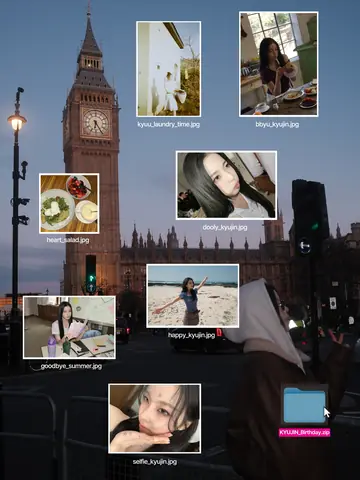 kyuu_laundry_time.jpg
bbyu_kyujin.jpg
dooly_kyujin.jpg
heart_salad.jpg
happy_kyujin.jpg
goodbye_summer.jpg
selfie_kyujin.jpg
KYUJIN_Birthday.zip